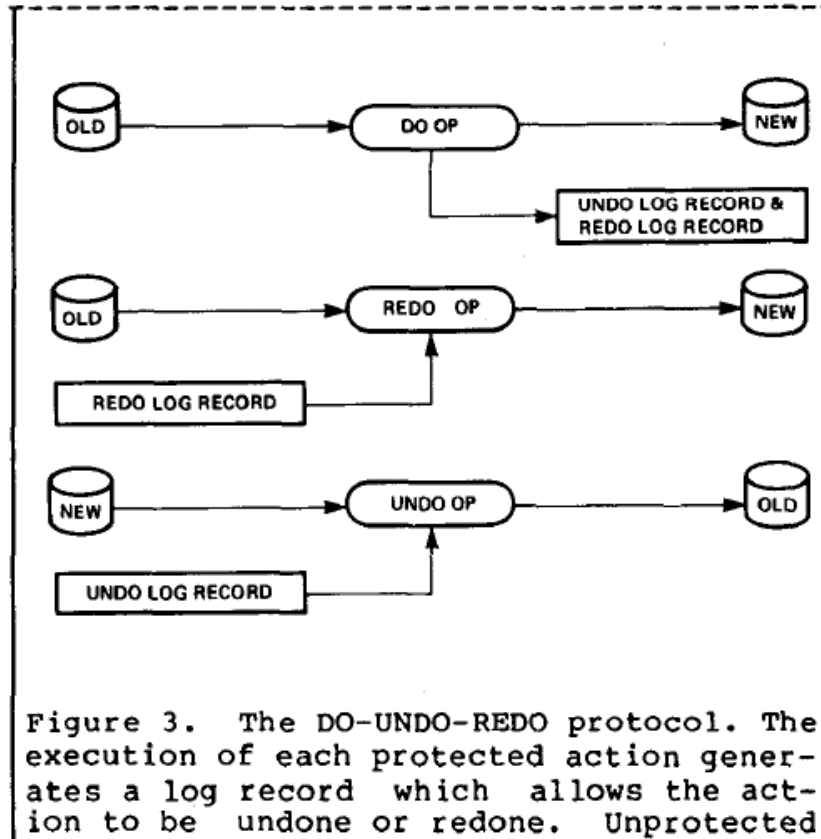 OLD
DO OP
NEW
UNDO LOG RECORD &
REDO LOG RECORD
OLD
REDO OP
NEW
REDO LOG RECORD
NEW
UNDO OP
OLD
UNDO LOG RECORD
Figure 3. The DO-UNDO-REDO protocol. The
execution of each protected action gener-
ates a log record which allows the act-
ion to be undone or redone. Unprotected